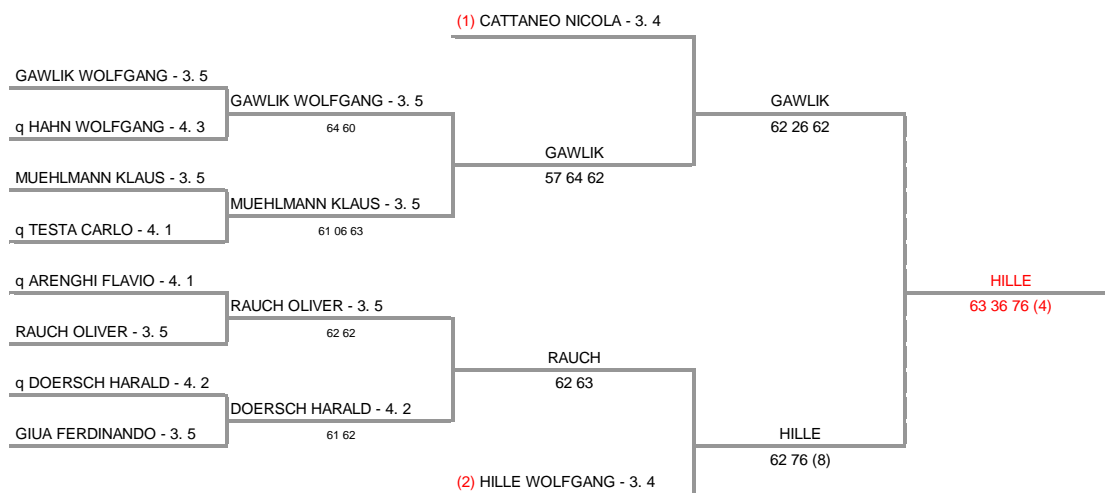 (1) CATTANEO NICOLA - 3. 4
GAWLIK WOLFGANG - 3. 5
GAWLIK WOLFGANG - 3. 5
GAWLIK
q HAHN WOLFGANG - 4. 3
64 60
62 26 62
GAWLIK
MUEHLMANN KLAUS - 3. 5
57 64 62
MUEHLMANN KLAUS - 3. 5
q TESTA CARLO - 4. 1
61 06 63
q ARENGHI FLAVIO - 4. 1
HILLE
RAUCH OLIVER - 3. 5
63 36 76 (4)
RAUCH OLIVER - 3. 5
62 62
RAUCH
q DOERSCH HARALD - 4. 2
62 63
DOERSCH HARALD - 4. 2
GIUA FERDINANDO - 3. 5
61 62
HILLE
62 76 (8)
(2) HILLE WOLFGANG - 3. 4